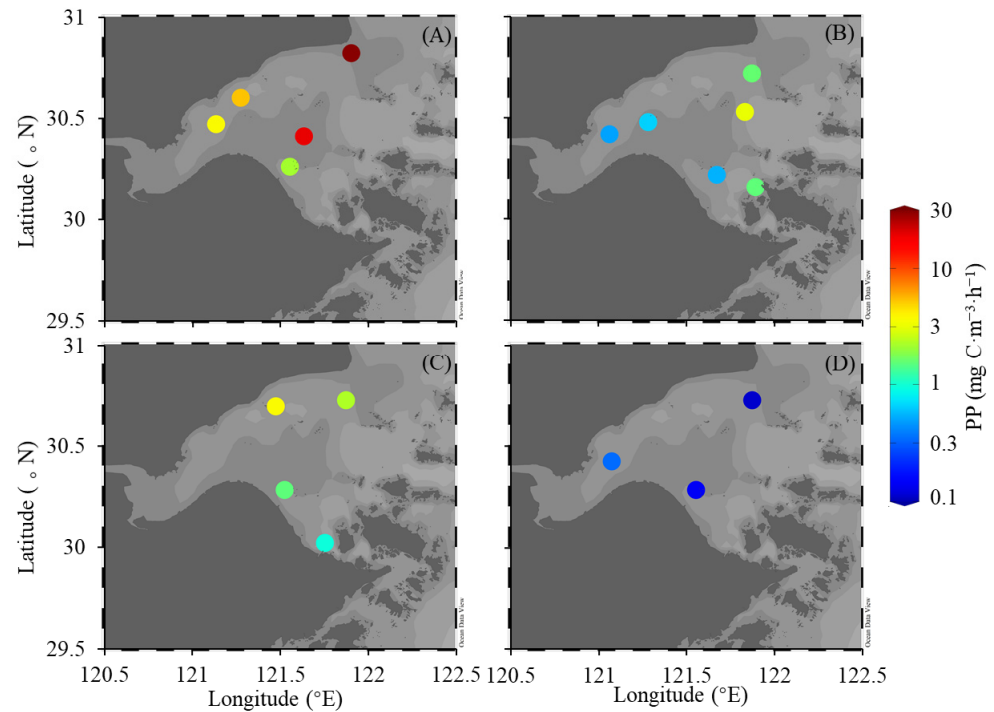 31
30.5
30
29.5
Latitude ( 。N)
(A)
Ocean Data View
(B)
Ocean Data View
31
30.5
30
29.5
Latitude ( 。N)
(C)
Ocean Data View
(D)
Ocean Data View
120.5 121 121.5 122 122.5
Longitude (°E)
120.5 121 121.5 122 122.5
Longitude (°E)
30
10
3
1
0.3
0.1
PP (mg C·m⁻³·h⁻¹)